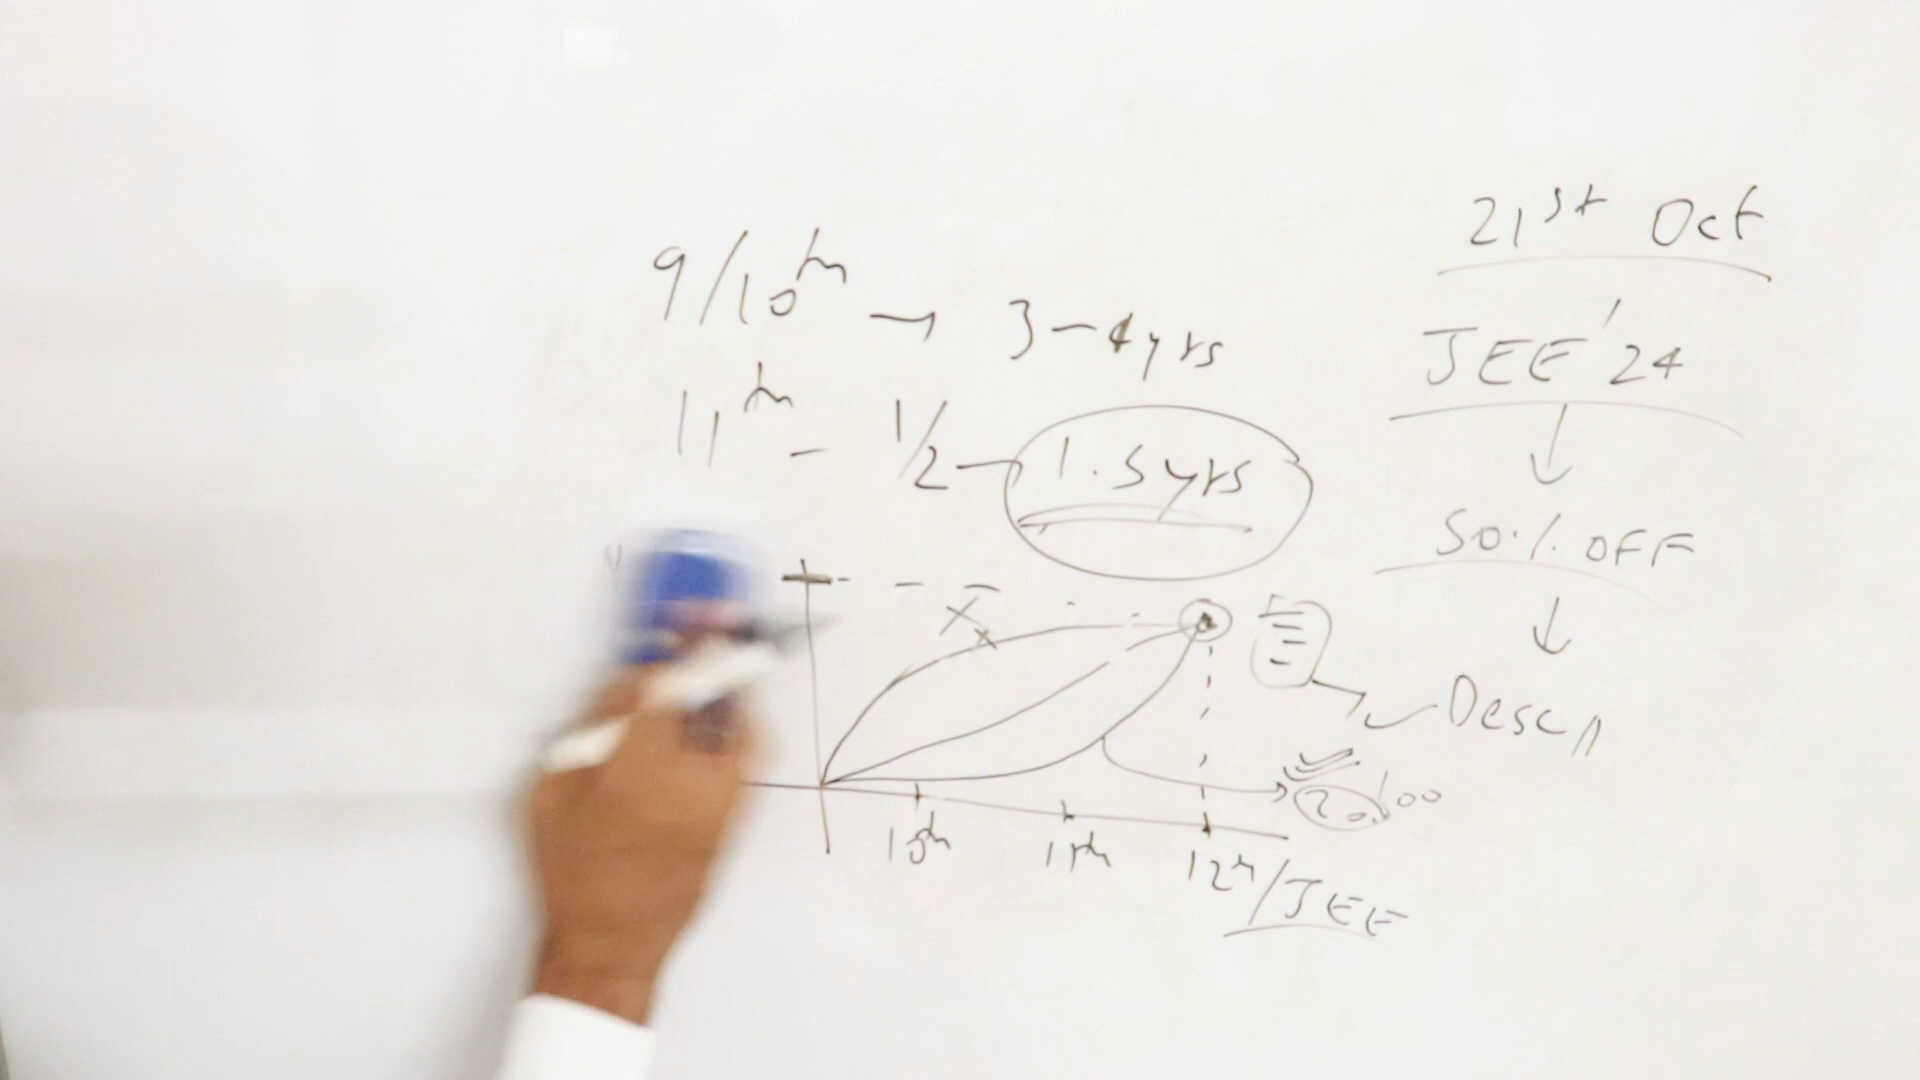 9/10th → 3-4yrs
11th - 1/2 - 1.5yrs
10th
11th
12th/JEE
21st Oct
JEE'24
50% OFF
Descn